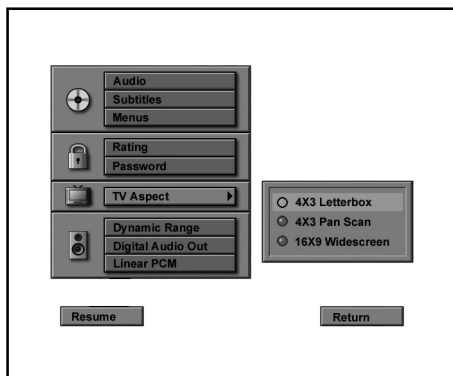 Audio
Subtitles
Menus
Rating
Password
TV Aspect
Dynamic Range
Digital Audio Out
Linear PCM
4X3 Letterbox
4X3 Pan Scan
16X9 Widescreen
Resume
Return